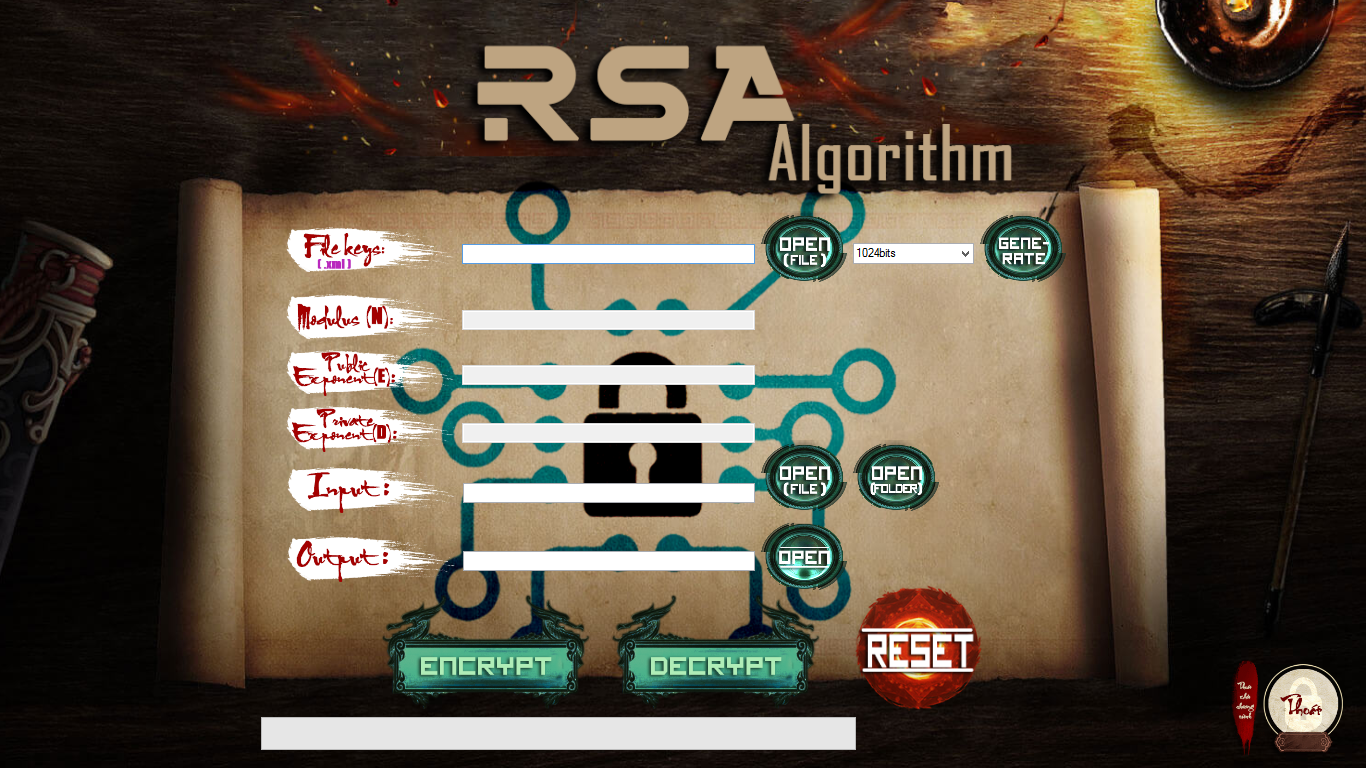 RSA
Algorithm
File keys:
(.xml)
OPEN
(FILE)
1024bits
GENE-
RATE
Modulus (N):
Public
Exponent(E):
Private
Exponent(D):
Input:
OPEN
(FILE)
OPEN
(FOLDER)
Output:
OPEN
ENCRYPT
DECRYPT
RESET
Thoát